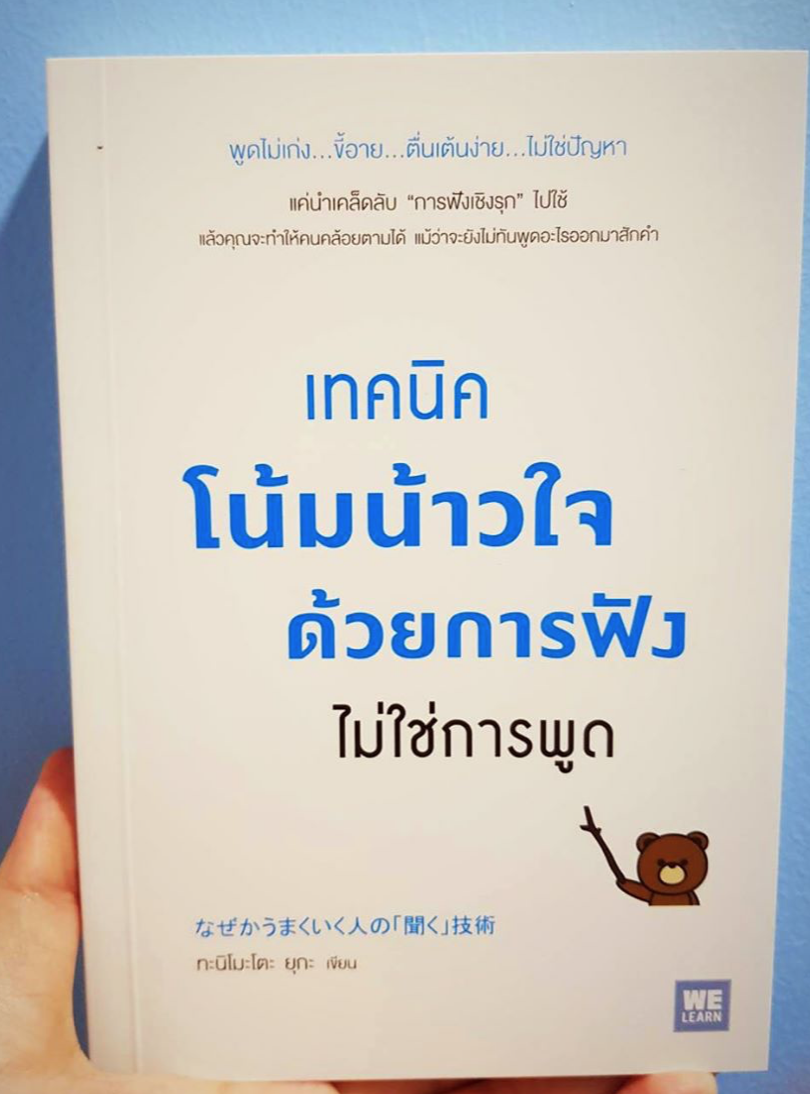 พูดไม่เก่ง...ขี้อาย...ตื่นเต้นง่าย...ไม่ใช่ปัญหา
แค่นำเคล็ดลับ “การฟังเชิงรุก” ไปใช้
แล้วคุณจะทำให้คนคล้อยตามได้ แม้ว่าจะยังไม่ทันพูดอะไรออกมาสักคำ
เทคนิค
โน้มน้าวใจ
ด้วยการฟัง
ไม่ใช่การพูด
なぜかうまくいく人の「聞く」技術
ทะนิโมะโตะ ยุกะ เขียน
WE
LEARN